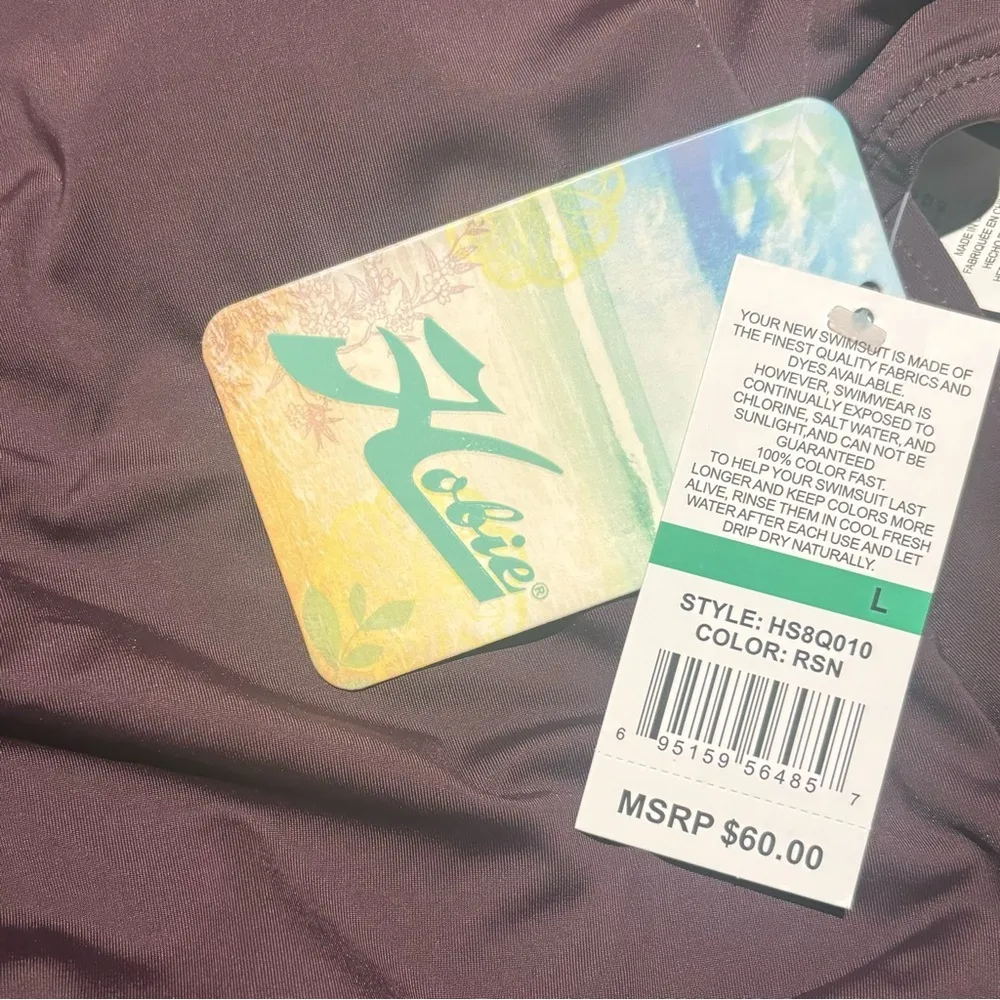 Hobie®
YOUR NEW SWIMSUIT IS MADE OF
THE FINEST QUALITY FABRICS AND
DYES AVAILABLE.
HOWEVER, SWIMWEAR IS
CONTINUALLY EXPOSED TO
CHLORINE, SALT WATER, AND
SUNLIGHT,AND CAN NOT BE
GUARANTEED
100% COLOR FAST.
TO HELP YOUR SWIMSUIT LAST
LONGER AND KEEP COLORS MORE
ALIVE, RINSE THEM IN COOL FRESH
WATER AFTER EACH USE AND LET
DRIP DRY NATURALLY.
L
STYLE: HS8Q010
COLOR: RSN
6 95159 56485 7
MSRP $60.00
MADE IN
FABRIQUÉE EN
HECHO